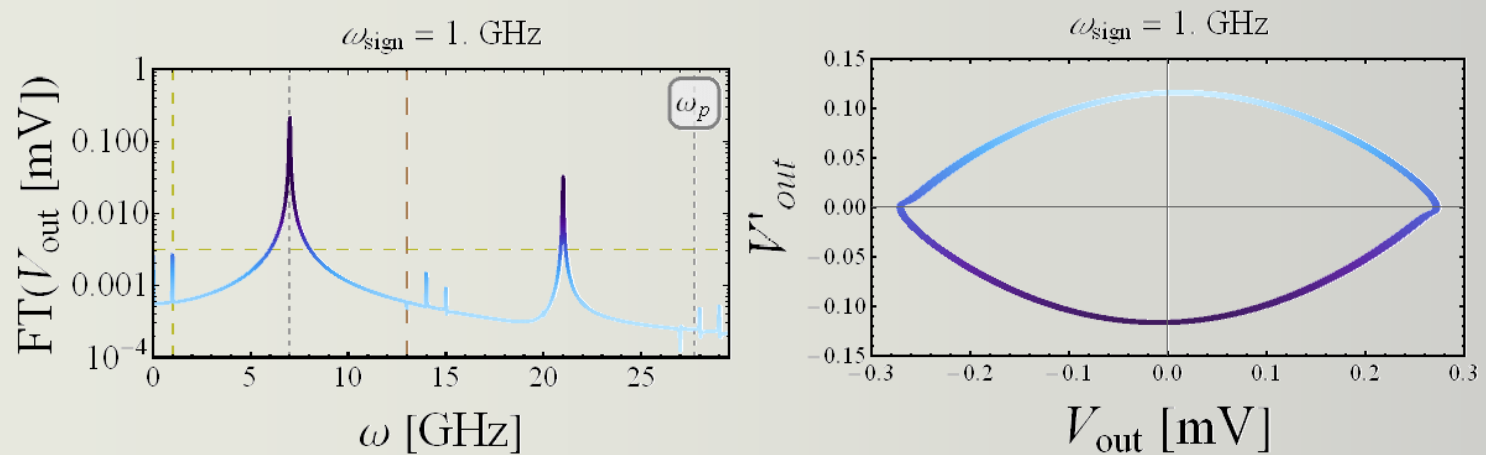 ω_sign = 1. GHz
FT(V_out [mV])
1
0.100
0.010
0.001
10⁻⁴
ω_p
0 5 10 15 20 25
ω [GHz]
ω_sign = 1. GHz
V'_out
0.15
0.10
0.05
0.00
−0.05
−0.10
−0.15
−0.3 −0.2 −0.1 0.0 0.1 0.2 0.3
V_out [mV]